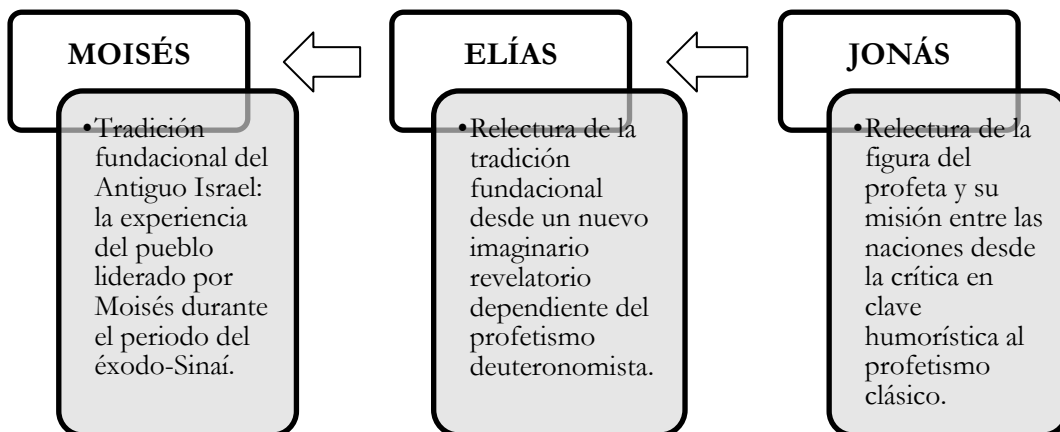 MOISÉS
•Tradición
fundacional del
Antiguo Israel:
la experiencia
del pueblo
liderado por
Moisés durante
el periodo del
éxodo-Sinaí.
ELÍAS
•Relectura de la
tradición
fundacional
desde un nuevo
imaginario
revelatorio
dependiente del
profetismo
deuteronomista.
JONÁS
•Relectura de la
figura del
profeta y su
misión entre las
naciones desde
la crítica en
clave
humorística al
profetismo
clásico.